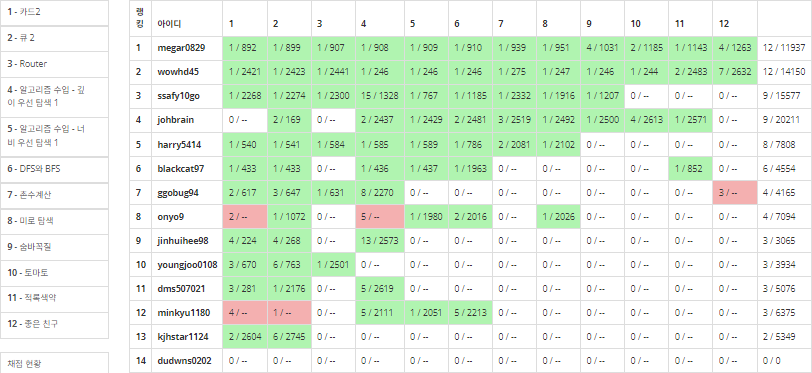 1 - 카드2
2 - 큐 2
3 - Router
4 - 알고리즘 수업 - 깊
이 우선 탐색 1
5 - 알고리즘 수업 - 너
비 우선 탐색 1
6 - DFS와 BFS
7 - 촌수계산
8 - 미로 탐색
9 - 숨바꼭질
10 - 토마토
11 - 적록색약
12 - 좋은 친구
채점 현황
랭킹 아이디 1 2 3 4 5 6 7 8 9 10 11 12
1 megar0829 1 / 892 1 / 899 1 / 907 1 / 908 1 / 909 1 / 910 1 / 939 1 / 951 4 / 1031 2 / 1185 1 / 1143 4 / 1263 12 / 11937
2 wowhd45 1 / 2421 1 / 2423 1 / 2441 1 / 246 1 / 246 1 / 246 1 / 275 1 / 247 1 / 246 1 / 244 2 / 2483 7 / 2632 12 / 14150
3 ssafy10go 1 / 2268 1 / 2274 1 / 2300 15 / 1328 1 / 767 1 / 1185 1 / 2332 1 / 1916 1 / 1207 0 / -- 0 / -- 0 / -- 9 / 15577
4 johbrain 0 / -- 2 / 169 0 / -- 2 / 2437 1 / 2429 2 / 2481 3 / 2519 1 / 2492 1 / 2500 4 / 2613 1 / 2571 0 / -- 9 / 20211
5 harry5414 1 / 540 1 / 541 1 / 584 1 / 585 1 / 589 1 / 786 2 / 2081 1 / 2102 0 / -- 0 / -- 0 / -- 0 / -- 8 / 7808
6 blackcat97 1 / 433 1 / 433 0 / -- 1 / 436 1 / 437 1 / 1963 0 / -- 0 / -- 0 / -- 0 / -- 1 / 852 0 / -- 6 / 4554
7 ggobug94 2 / 617 3 / 647 1 / 631 8 / 2270 0 / -- 0 / -- 0 / -- 0 / -- 0 / -- 0 / -- 0 / -- 3 / -- 4 / 4165
8 onyo9 2 / -- 1 / 1072 0 / -- 5 / -- 1 / 1980 2 / 2016 0 / -- 1 / 2026 0 / -- 0 / -- 0 / -- 0 / -- 4 / 7094
9 jinhuihee98 4 / 224 4 / 268 0 / -- 13 / 2573 0 / -- 0 / -- 0 / -- 0 / -- 0 / -- 0 / -- 0 / -- 0 / -- 3 / 3065
10 youngjoo0108 3 / 670 6 / 763 1 / 2501 0 / -- 0 / -- 0 / -- 0 / -- 0 / -- 0 / -- 0 / -- 0 / -- 0 / -- 3 / 3934
11 dms507021 3 / 281 1 / 2176 0 / -- 5 / 2619 0 / -- 0 / -- 0 / -- 0 / -- 0 / -- 0 / -- 0 / -- 0 / -- 3 / 5076
12 minkyu1180 4 / -- 1 / -- 0 / -- 5 / 2111 1 / 2051 5 / 2213 0 / -- 0 / -- 0 / -- 0 / -- 0 / -- 0 / -- 3 / 6375
13 kjhstar1124 2 / 2604 6 / 2745 0 / -- 0 / -- 0 / -- 0 / -- 0 / -- 0 / -- 0 / -- 0 / -- 0 / -- 0 / -- 2 / 5349
14 dudwns0202 0 / -- 0 / -- 0 / -- 0 / -- 0 / -- 0 / -- 0 / -- 0 / -- 0 / -- 0 / -- 0 / -- 0 / -- 0 / 0